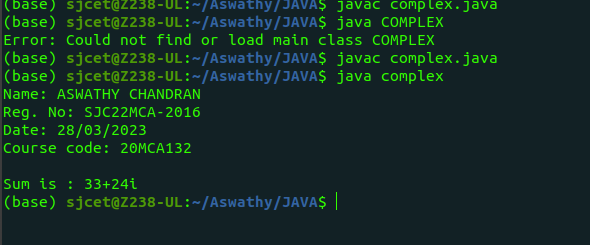 (base) sjcet@Z238-UL:~/Aswathy/JAVA$ javac complex.java
(base) sjcet@Z238-UL:~/Aswathy/JAVA$ java COMPLEX
Error: Could not find or load main class COMPLEX
(base) sjcet@Z238-UL:~/Aswathy/JAVA$ javac complex.java
(base) sjcet@Z238-UL:~/Aswathy/JAVA$ java complex
Name: ASWATHY CHANDRAN
Reg. No: SJC22MCA-2016
Date: 28/03/2023
Course code: 20MCA132
Sum is : 33+24i
(base) sjcet@Z238-UL:~/Aswathy/JAVA$